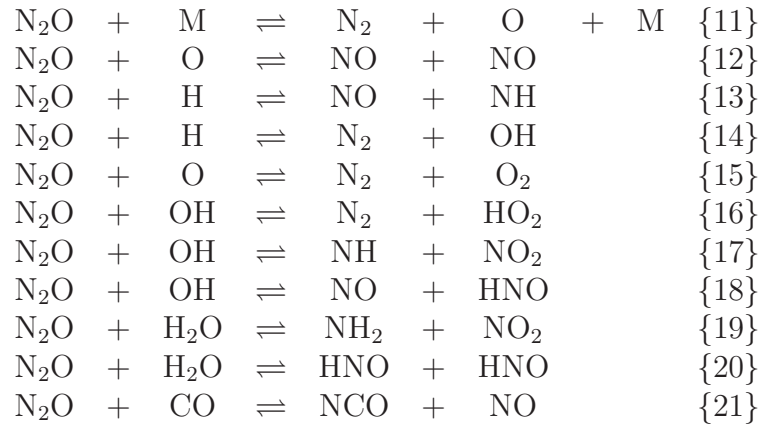 N₂O + M ⇌ N₂ + O + M {11}
N₂O + O ⇌ NO + NO {12}
N₂O + H ⇌ NO + NH {13}
N₂O + H ⇌ N₂ + OH {14}
N₂O + O ⇌ N₂ + O₂ {15}
N₂O + OH ⇌ N₂ + HO₂ {16}
N₂O + OH ⇌ NH + NO₂ {17}
N₂O + OH ⇌ NO + HNO {18}
N₂O + H₂O ⇌ NH₂ + NO₂ {19}
N₂O + H₂O ⇌ HNO + HNO {20}
N₂O + CO ⇌ NCO + NO {21}